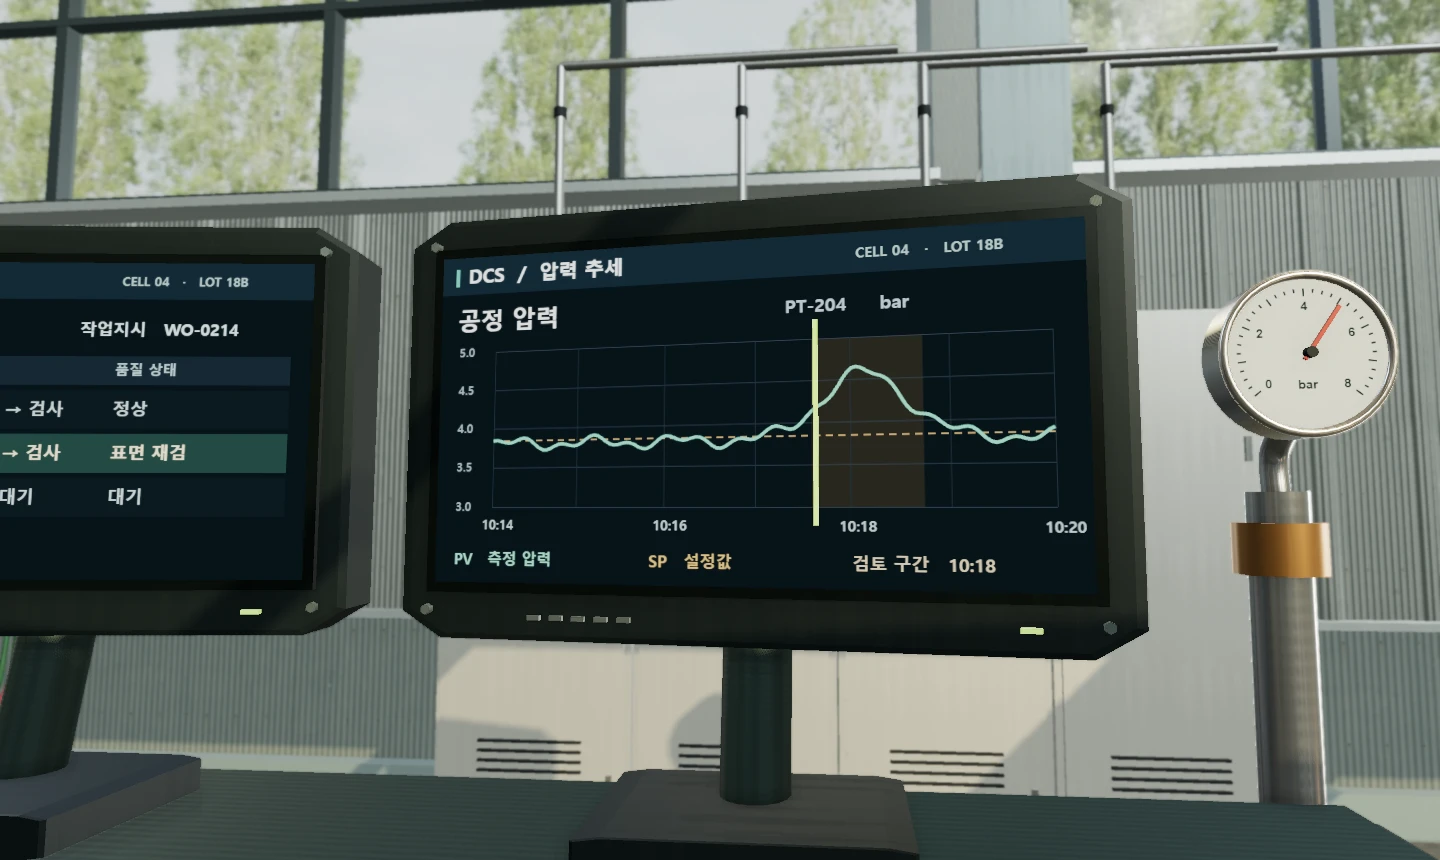 CELL 04 · LOT 18B
작업지시 WO-0214
품질 상태
→ 검사 정상
→ 검사 표면 재검
대기 대기
DCS / 압력 추세 CELL 04 · LOT 18B
공정 압력 PT-204 bar
5.0
4.5
4.0
3.5
3.0
10:14 10:16 10:18 10:20
PV 측정 압력 SP 설정값 검토 구간 10:18
0 2 4 6 8
bar